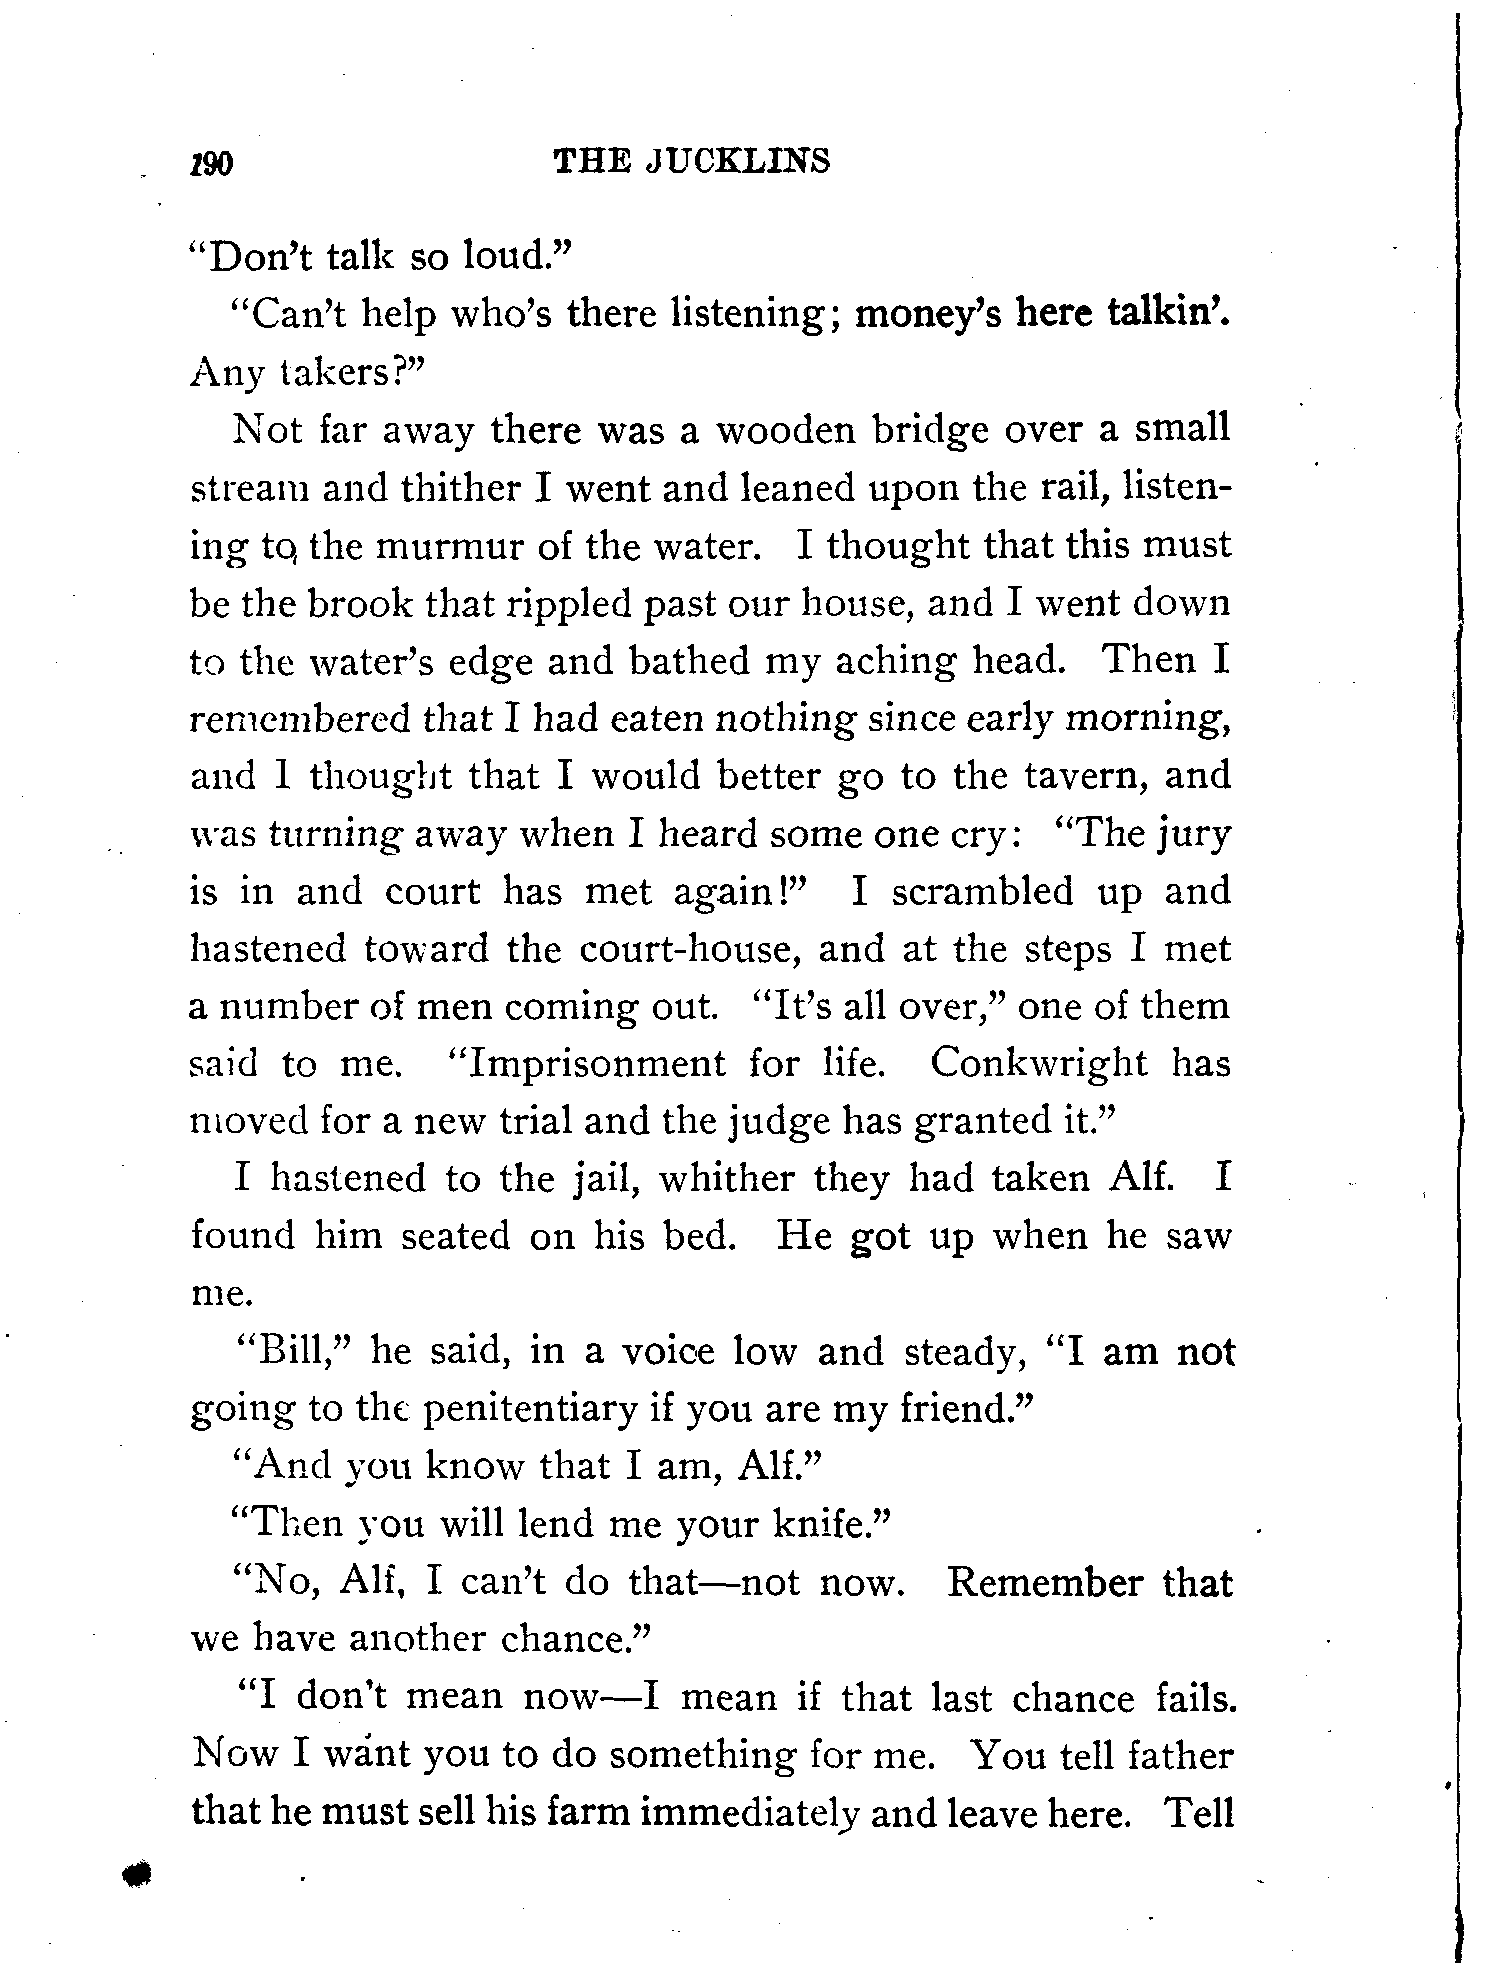 190 THE JUCKLINS
“Don’t talk so loud.”
“Can’t help who’s there listening; money’s here talkin’.
Any takers?”
Not far away there was a wooden bridge over a small
stream and thither I went and leaned upon the rail, listen-
ing to the murmur of the water. I thought that this must
be the brook that rippled past our house, and I went down
to the water’s edge and bathed my aching head. Then I
remembered that I had eaten nothing since early morning,
and I thought that I would better go to the tavern, and
was turning away when I heard some one cry: “The jury
is in and court has met again!” I scrambled up and
hastened toward the court-house, and at the steps I met
a number of men coming out. “It’s all over,” one of them
said to me. “Imprisonment for life. Conkwright has
moved for a new trial and the judge has granted it.”
I hastened to the jail, whither they had taken Alf. I
found him seated on his bed. He got up when he saw
me.
“Bill,” he said, in a voice low and steady, “I am not
going to the penitentiary if you are my friend.”
“And you know that I am, Alf.”
“Then you will lend me your knife.”
“No, Alf, I can’t do that—not now. Remember that
we have another chance.”
“I don’t mean now—I mean if that last chance fails.
Now I want you to do something for me. You tell father
that he must sell his farm immediately and leave here. Tell